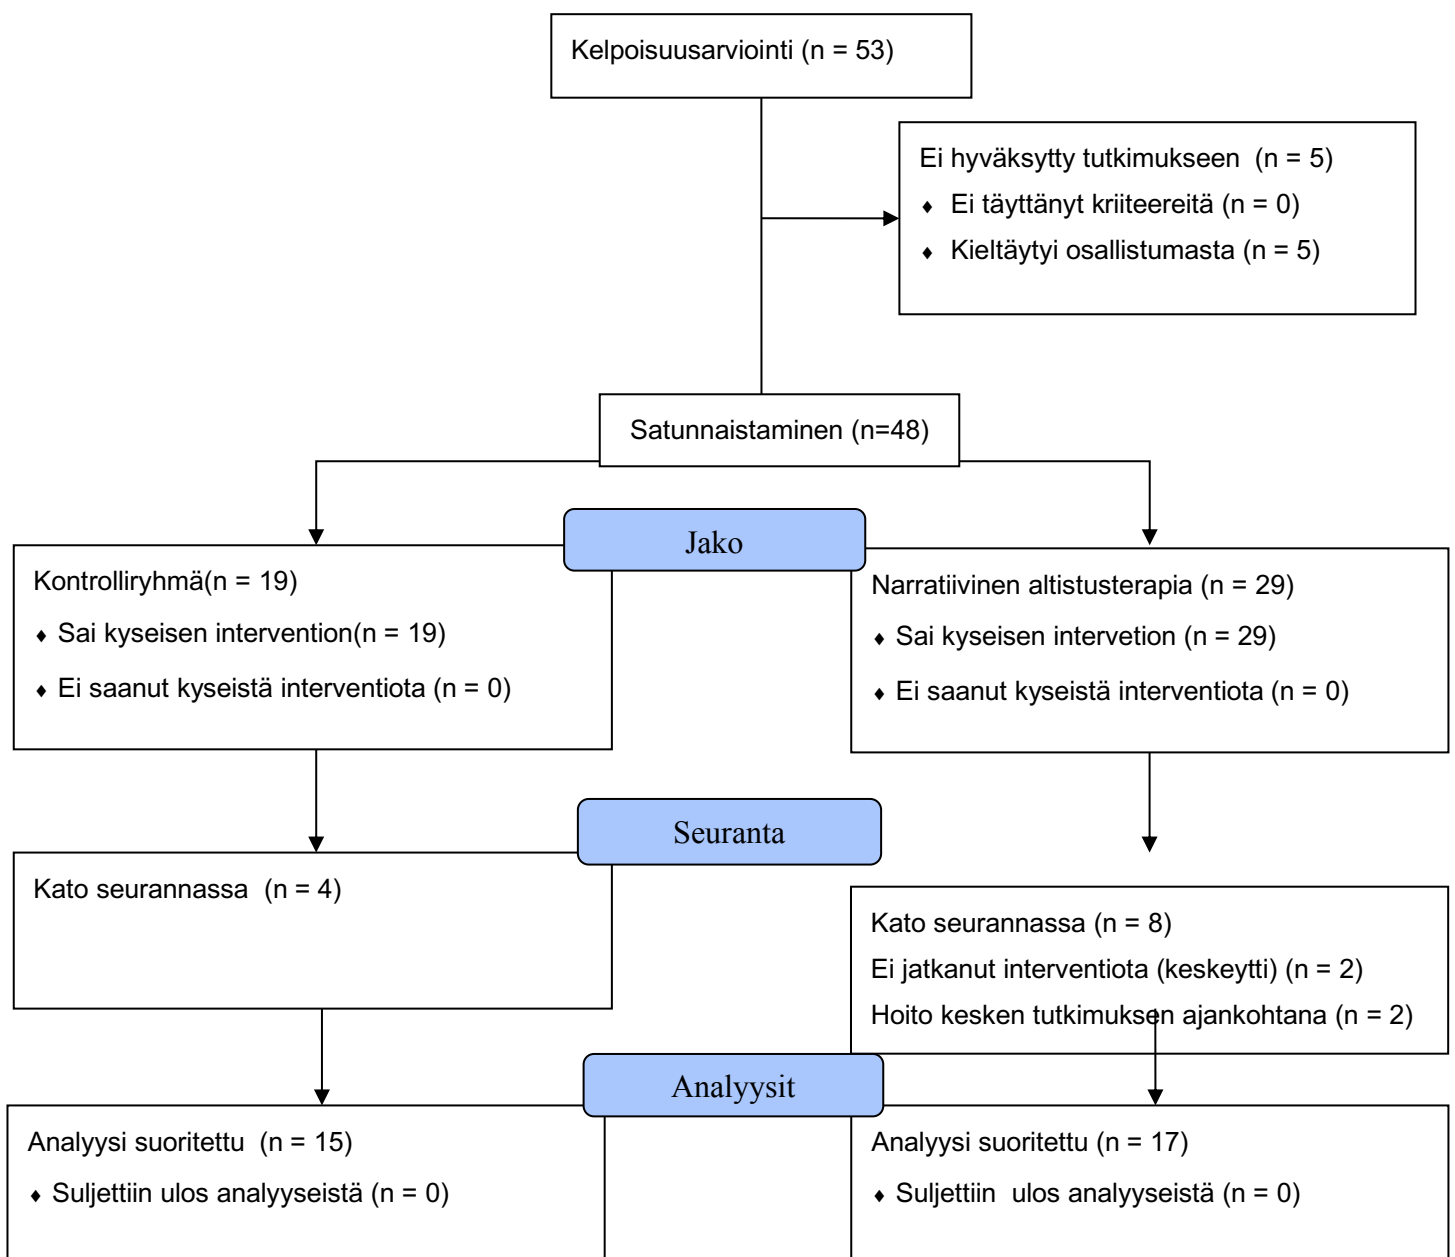 Kelpoisuusarviointi (n = 53)
Ei hyväksytty tutkimukseen (n = 5)
♦ Ei täyttänyt kriiteereitä (n = 0)
♦ Kieltäytyi osallistumasta (n = 5)
Satunnaistaminen (n=48)
Jako
Kontrolliryhmä(n = 19)
♦ Sai kyseisen intervention(n = 19)
♦ Ei saanut kyseistä interventiota (n = 0)
Narratiivinen altistusterapia (n = 29)
♦ Sai kyseisen intervetion (n = 29)
♦ Ei saanut kyseistä interventiota (n = 0)
Seuranta
Kato seurannassa (n = 4)
Kato seurannassa (n = 8)
Ei jatkanut interventiota (keskeytti) (n = 2)
Hoito kesken tutkimuksen ajankohtana (n = 2)
Analyysit
Analyysi suoritettu (n = 15)
♦ Suljettiin ulos analyyseistä (n = 0)
Analyysi suoritettu (n = 17)
♦ Suljettiin ulos analyyseistä (n = 0)